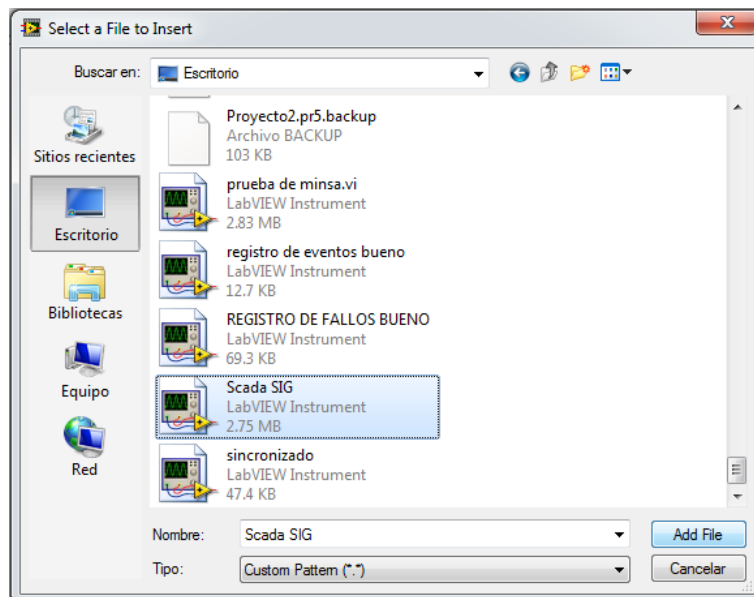 Select a File to Insert
Buscar en:
Escritorio
Sitios recientes
Escritorio
Bibliotecas
Equipo
Red
Proyecto2.pr5.backup
Archivo BACKUP
103 KB
prueba de minsa.vi
LabVIEW Instrument
2.83 MB
registro de eventos bueno
LabVIEW Instrument
12.7 KB
REGISTRO DE FALLOS BUENO
LabVIEW Instrument
69.3 KB
Scada SIG
LabVIEW Instrument
2.75 MB
sincronizado
LabVIEW Instrument
47.4 KB
Nombre:
Scada SIG
Add File
Tipo:
Custom Pattern (*.*)
Cancelar